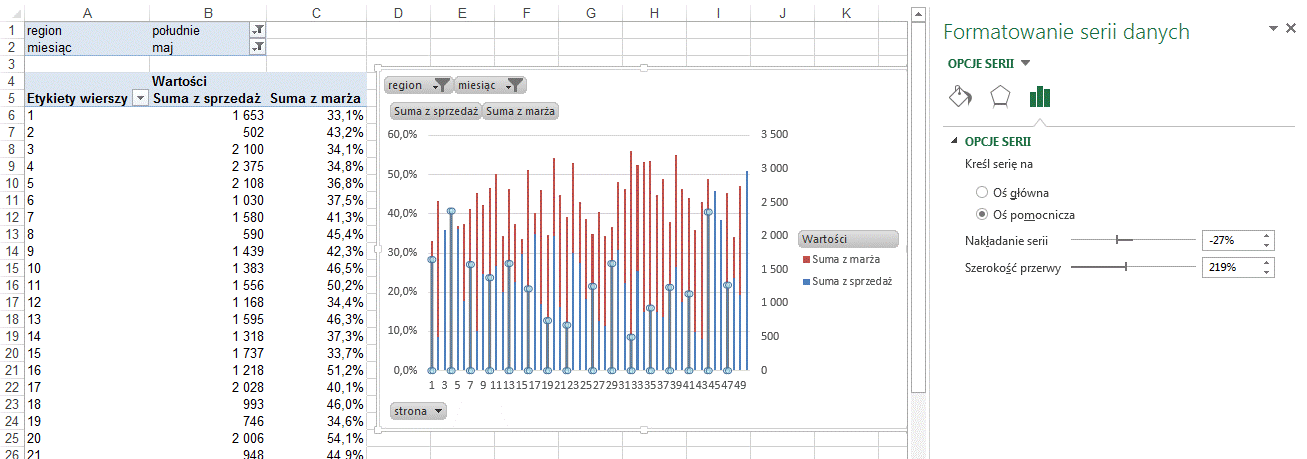 A B C D E F G H I J K
1 region południe
2 miesiąc maj
3
4 Wartości
5 Etykiety wierszy Suma z sprzedaż Suma z marża
6 1 1 653 33,1%
7 2 502 43,2%
8 3 2 100 34,1%
9 4 2 375 34,8%
10 5 2 108 36,8%
11 6 1 030 37,5%
12 7 1 580 41,3%
13 8 590 45,4%
14 9 1 439 42,3%
15 10 1 383 46,5%
16 11 1 556 50,2%
17 12 1 168 34,4%
18 13 1 595 46,3%
19 14 1 318 37,3%
20 15 1 737 33,7%
21 16 1 218 51,2%
22 17 2 028 40,1%
23 18 993 46,0%
24 19 746 34,6%
25 20 2 006 54,1%
26 21 948 44,9%
region miesiąc
Suma z sprzedaż Suma z marża
60,0% 3 500
50,0% 3 000
40,0% 2 500
30,0% 2 000
20,0% 1 500
10,0% 1 000
0,0% 500
0
1 3 5 7 9 11 13 15 17 19 21 23 25 27 29 31 33 35 37 39 41 43 45 47 49
Wartości
Suma z marża
Suma z sprzedaż
strona
Formatowanie serii danych
OPCJE SERII
OPCJE SERII
Kreśl serię na
Oś główna
Oś pomocnicza
Nakładanie serii -27%
Szerokość przerwy 219%